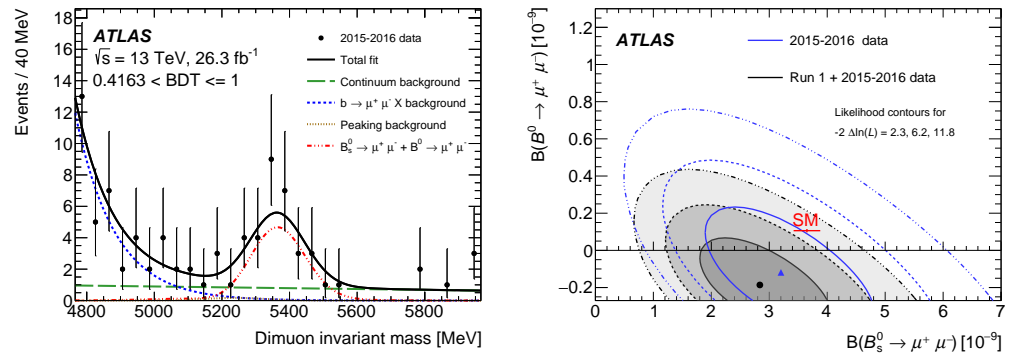 Events / 40 MeV
18
16
14
12
10
8
6
4
2
0
ATLAS
√s = 13 TeV, 26.3 fb⁻¹
0.4163 < BDT <= 1
2015-2016 data
Total fit
Continuum background
b → μ⁺ μ⁻ X background
Peaking background
B⁰ₛ → μ⁺ μ⁻ + B⁰ → μ⁺ μ⁻
4800 5000 5200 5400 5600 5800
Dimuon invariant mass [MeV]
B(B⁰ → μ⁺ μ⁻) [10⁻⁹]
1.2
1
0.8
0.6
0.4
0.2
0
−0.2
ATLAS
2015-2016 data
Run 1 + 2015-2016 data
Likelihood contours for
-2 Δln(L) = 2.3, 6.2, 11.8
SM
0 1 2 3 4 5 6 7
B(B⁰ₛ → μ⁺ μ⁻) [10⁻⁹]